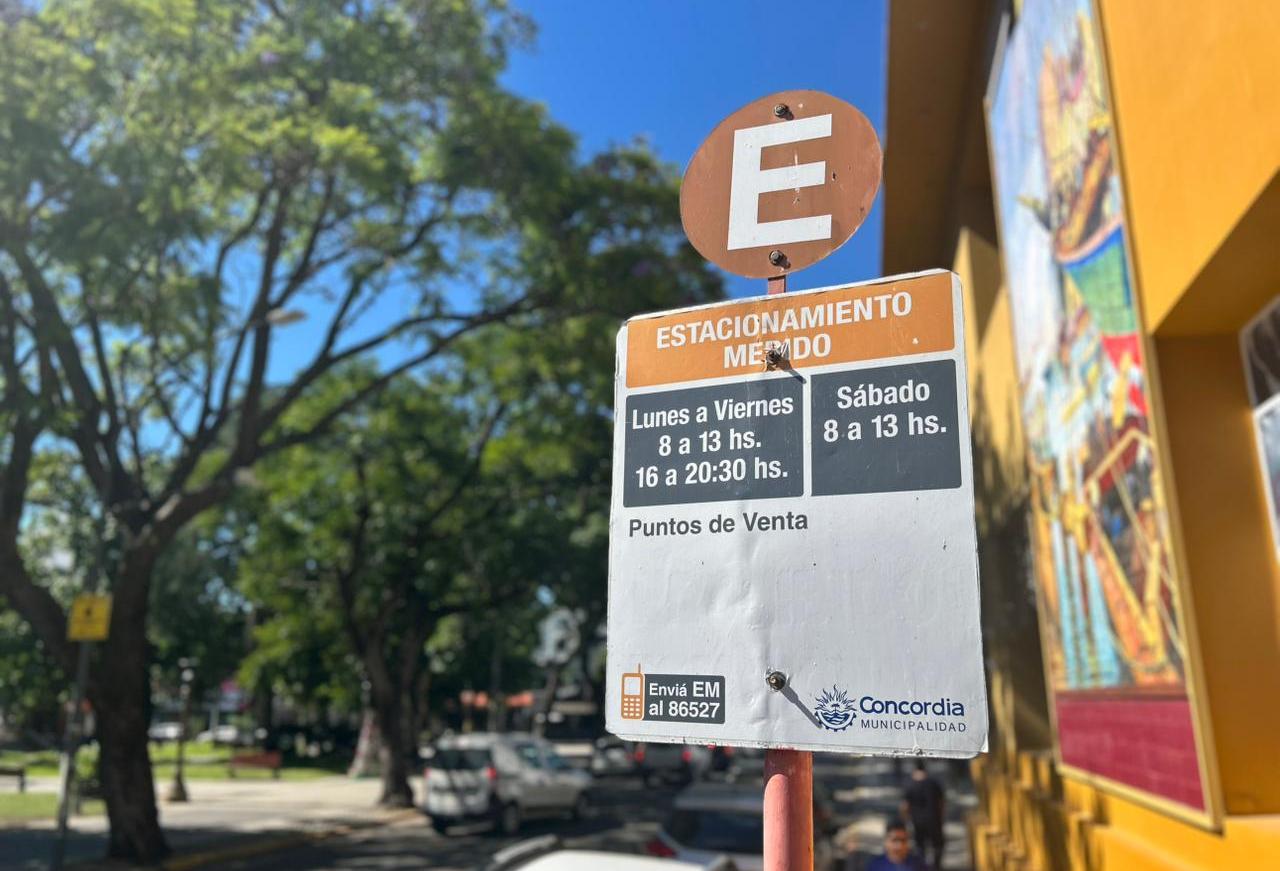 E
ESTACIONAMIENTO
MEDIDO
Lunes a Viernes
8 a 13 hs.
16 a 20:30 hs.
Sábado
8 a 13 hs.
Puntos de Venta
Enviá EM
al 86527
Concordia
MUNICIPALIDAD